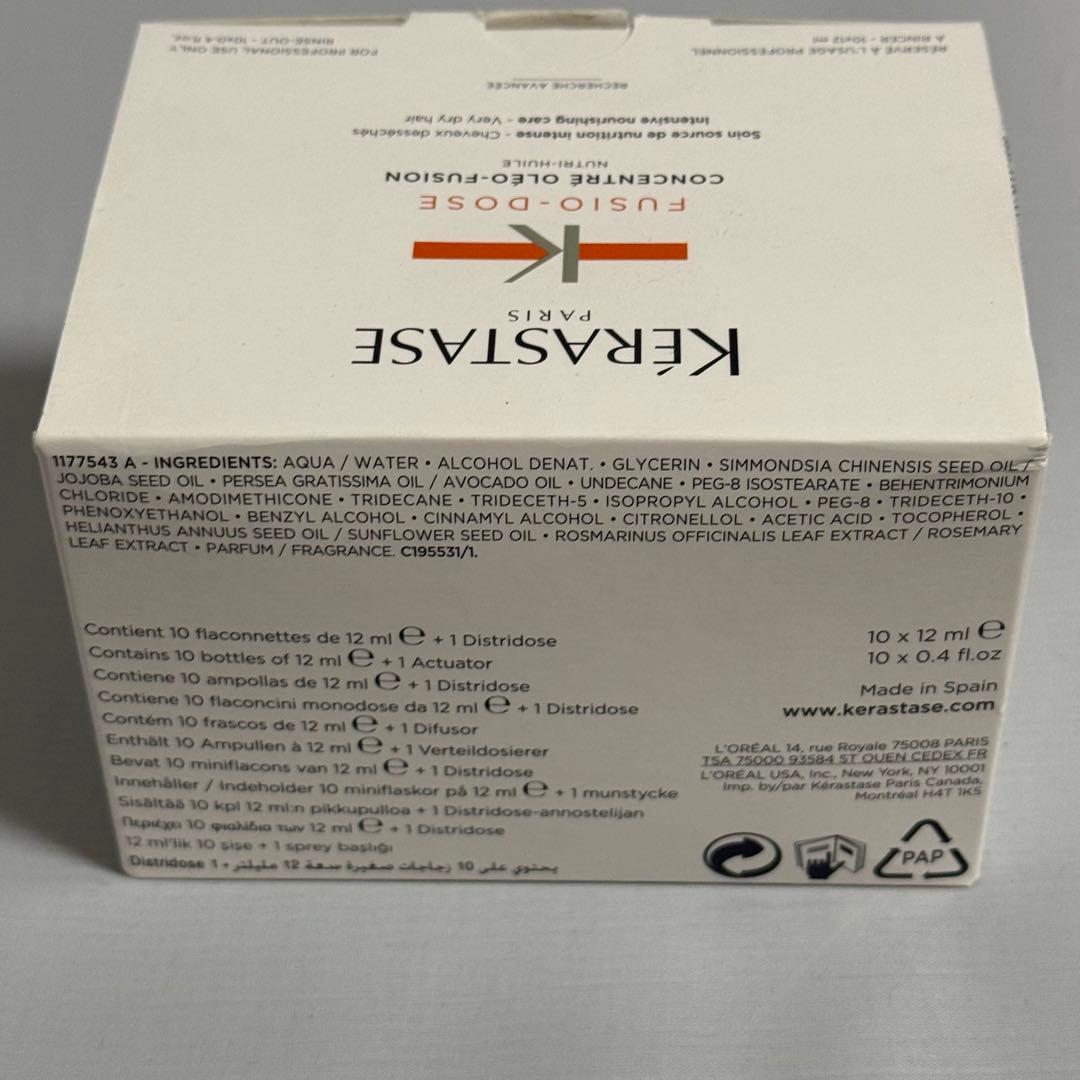 KÉRASTASE
PARIS
K
FUSIO-DOSE
CONCENTRÉ OLÉO-FUSION
NUTRI-HUILE
Soin source de nutrition intense - Cheveux desséchés
Intensive nourishing care - Very dry hair
RECHERCHE AVANCÉE
RÉSERVÉ À L'USAGE PROFESSIONNEL
À RINCER - 10x12 ml
FOR PROFESSIONAL USE ONLY
RINSE-OUT - 10x0.4 fl.oz.
1177543 A - INGREDIENTS: AQUA / WATER • ALCOHOL DENAT. • GLYCERIN • SIMMONDSIA CHINENSIS SEED OIL /
JOJOBA SEED OIL • PERSEA GRATISSIMA OIL / AVOCADO OIL • UNDECANE • PEG-8 ISOSTEARATE • BEHENTRIMONIUM
CHLORIDE • AMODIMETHICONE • TRIDECANE • TRIDECETH-5 • ISOPROPYL ALCOHOL • PEG-8 • TRIDECETH-10 •
PHENOXYETHANOL • BENZYL ALCOHOL • CINNAMYL ALCOHOL • CITRONELLOL • ACETIC ACID • TOCOPHEROL •
HELIANTHUS ANNUUS SEED OIL / SUNFLOWER SEED OIL • ROSMARINUS OFFICINALIS LEAF EXTRACT / ROSEMARY
LEAF EXTRACT • PARFUM / FRAGRANCE. C195531/1.
Contient 10 flaconnettes de 12 ml ℮ + 1 Distridose
Contains 10 bottles of 12 ml ℮ + 1 Actuator
Contiene 10 ampollas de 12 ml ℮ + 1 Distridose
Contiene 10 flaconcini monodose da 12 ml ℮ + 1 Distridose
Contém 10 frascos de 12 ml ℮ + 1 Difusor
Enthält 10 Ampullen à 12 ml ℮ + 1 Verteildosierer
Bevat 10 miniflacons van 12 ml ℮ + 1 Distridose
Innehåller / Indeholder 10 miniflaskor på 12 ml ℮ + 1 munstycke
Sisältää 10 kpl 12 ml:n pikkupulloa + 1 Distridose-annostelijan
Περιέχει 10 φιαλίδια των 12 ml ℮ + 1 Distridose
12 ml'lik 10 şişe + 1 sprey başlığı
يحتوي على 10 زجاجات صغيرة سعة 12 مليلتر + 1 Distridose
10 x 12 ml ℮
10 x 0.4 fl.oz
Made in Spain
www.kerastase.com
L'ORÉAL 14, rue Royale 75008 PARIS
TSA 75000 93584 ST OUEN CEDEX FR
L'ORÉAL USA, Inc., New York, NY 10001
Imp. by/par Kérastase Paris Canada,
Montréal H4T 1K5
PAP